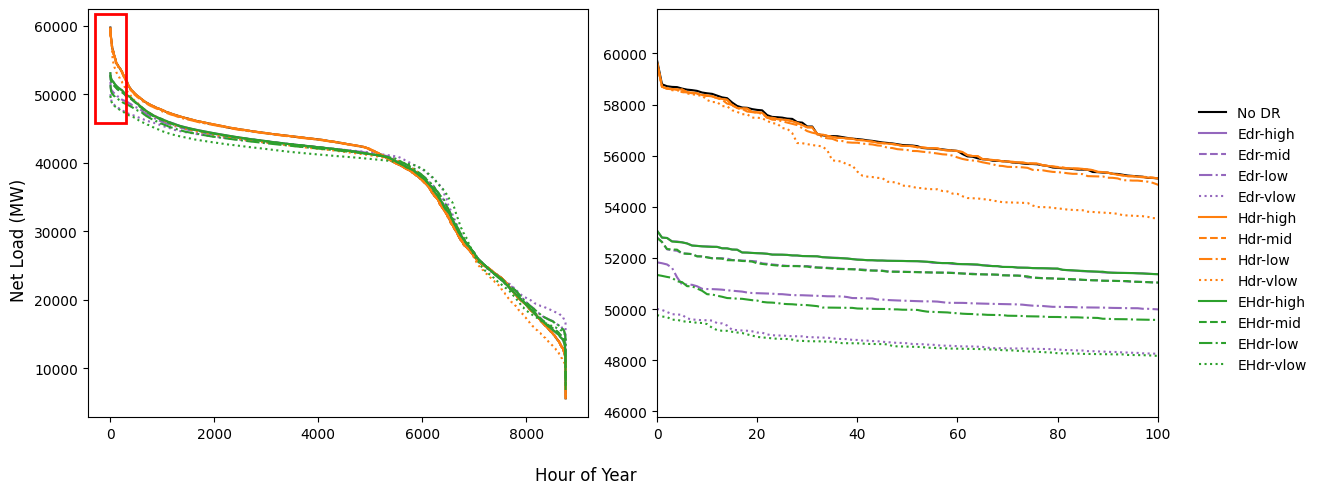 Net Load (MW)
60000
50000
40000
30000
20000
10000
0
2000
4000
6000
8000
60000
58000
56000
54000
52000
50000
48000
46000
0
20
40
60
80
100
Hour of Year
No DR
Edr-high
Edr-mid
Edr-low
Edr-vlow
Hdr-high
Hdr-mid
Hdr-low
Hdr-vlow
EHdr-high
EHdr-mid
EHdr-low
EHdr-vlow